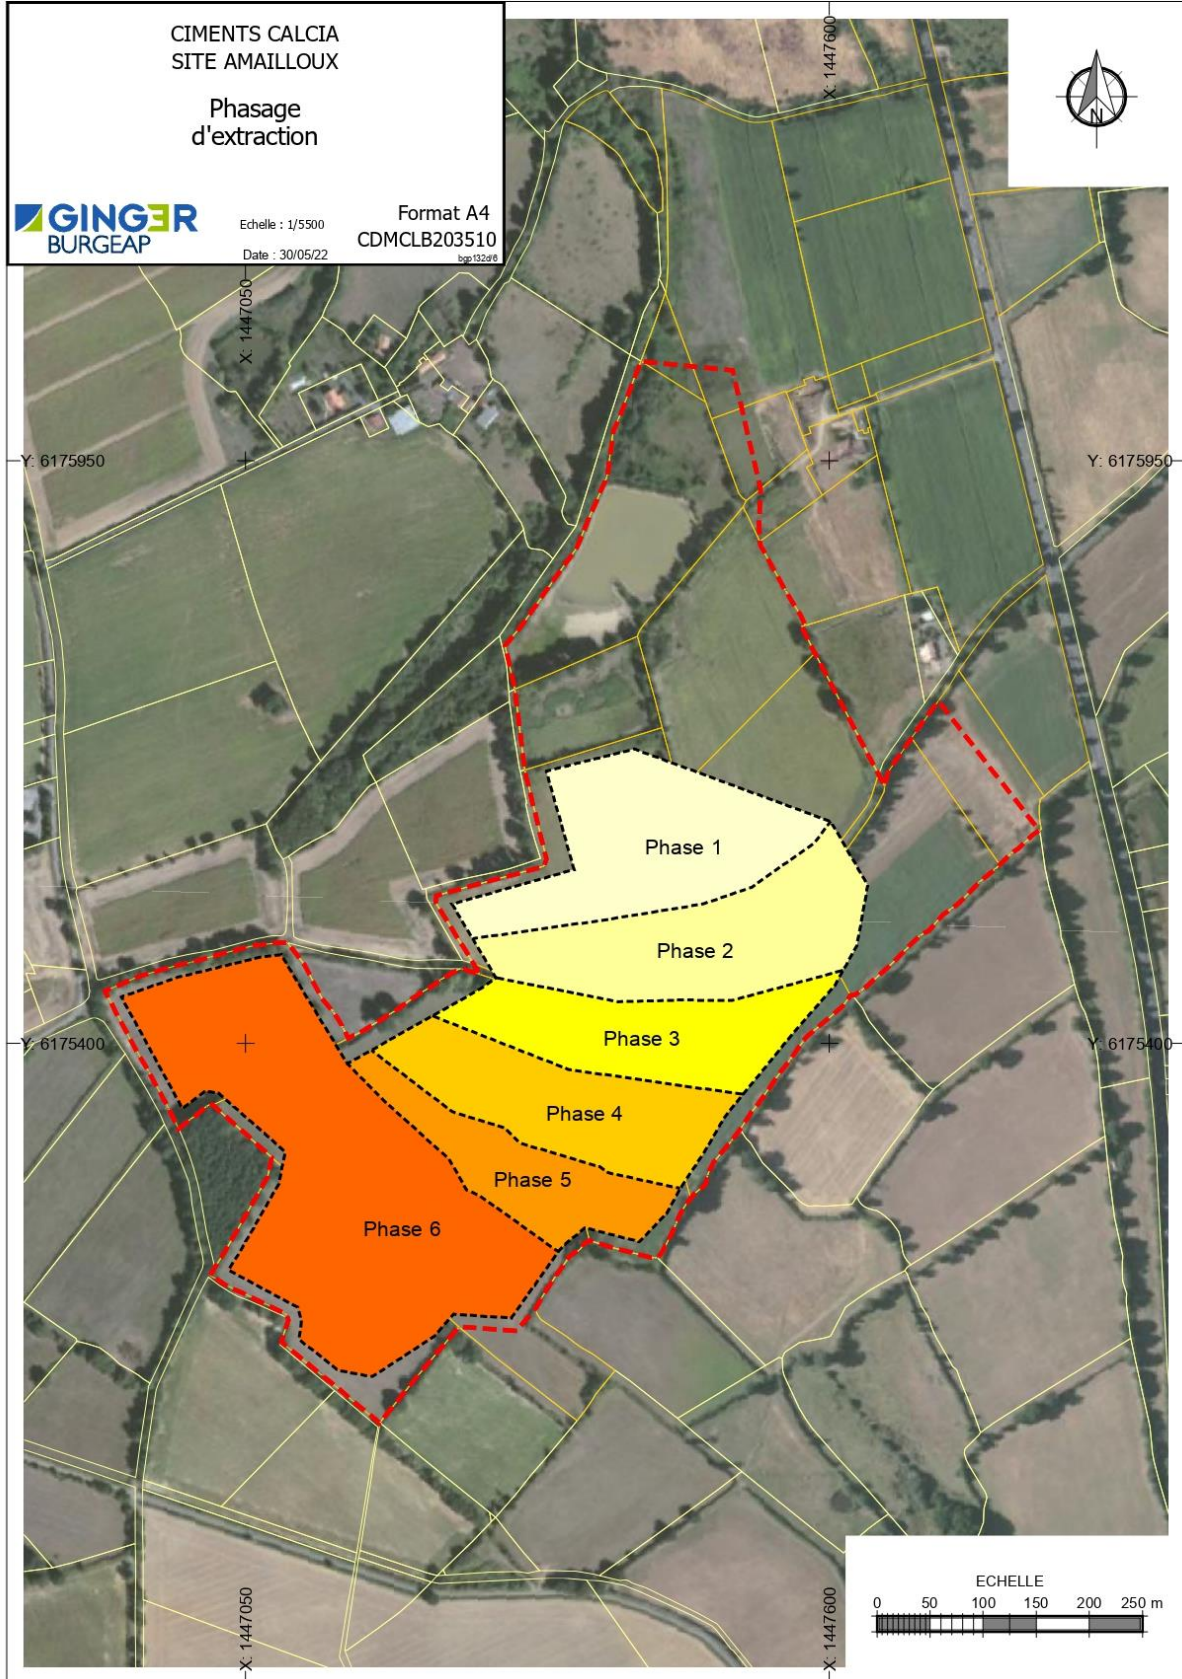 CIMENTS CALCIA
SITE AMAILLOUX
Phasage
d'extraction
GINGER
BURGEAP
Echelle : 1/5500
Date : 30/05/22
Format A4
CDMCLB203510
bgp132d/6
X: 1447050
X: 1447600
N
Y: 6175950
Y: 6175950
Phase 1
Phase 2
Phase 3
Y: 6175400
Y: 6175400
Phase 4
Phase 5
Phase 6
X: 1447050
X: 1447600
ECHELLE
0 50 100 150 200 250 m